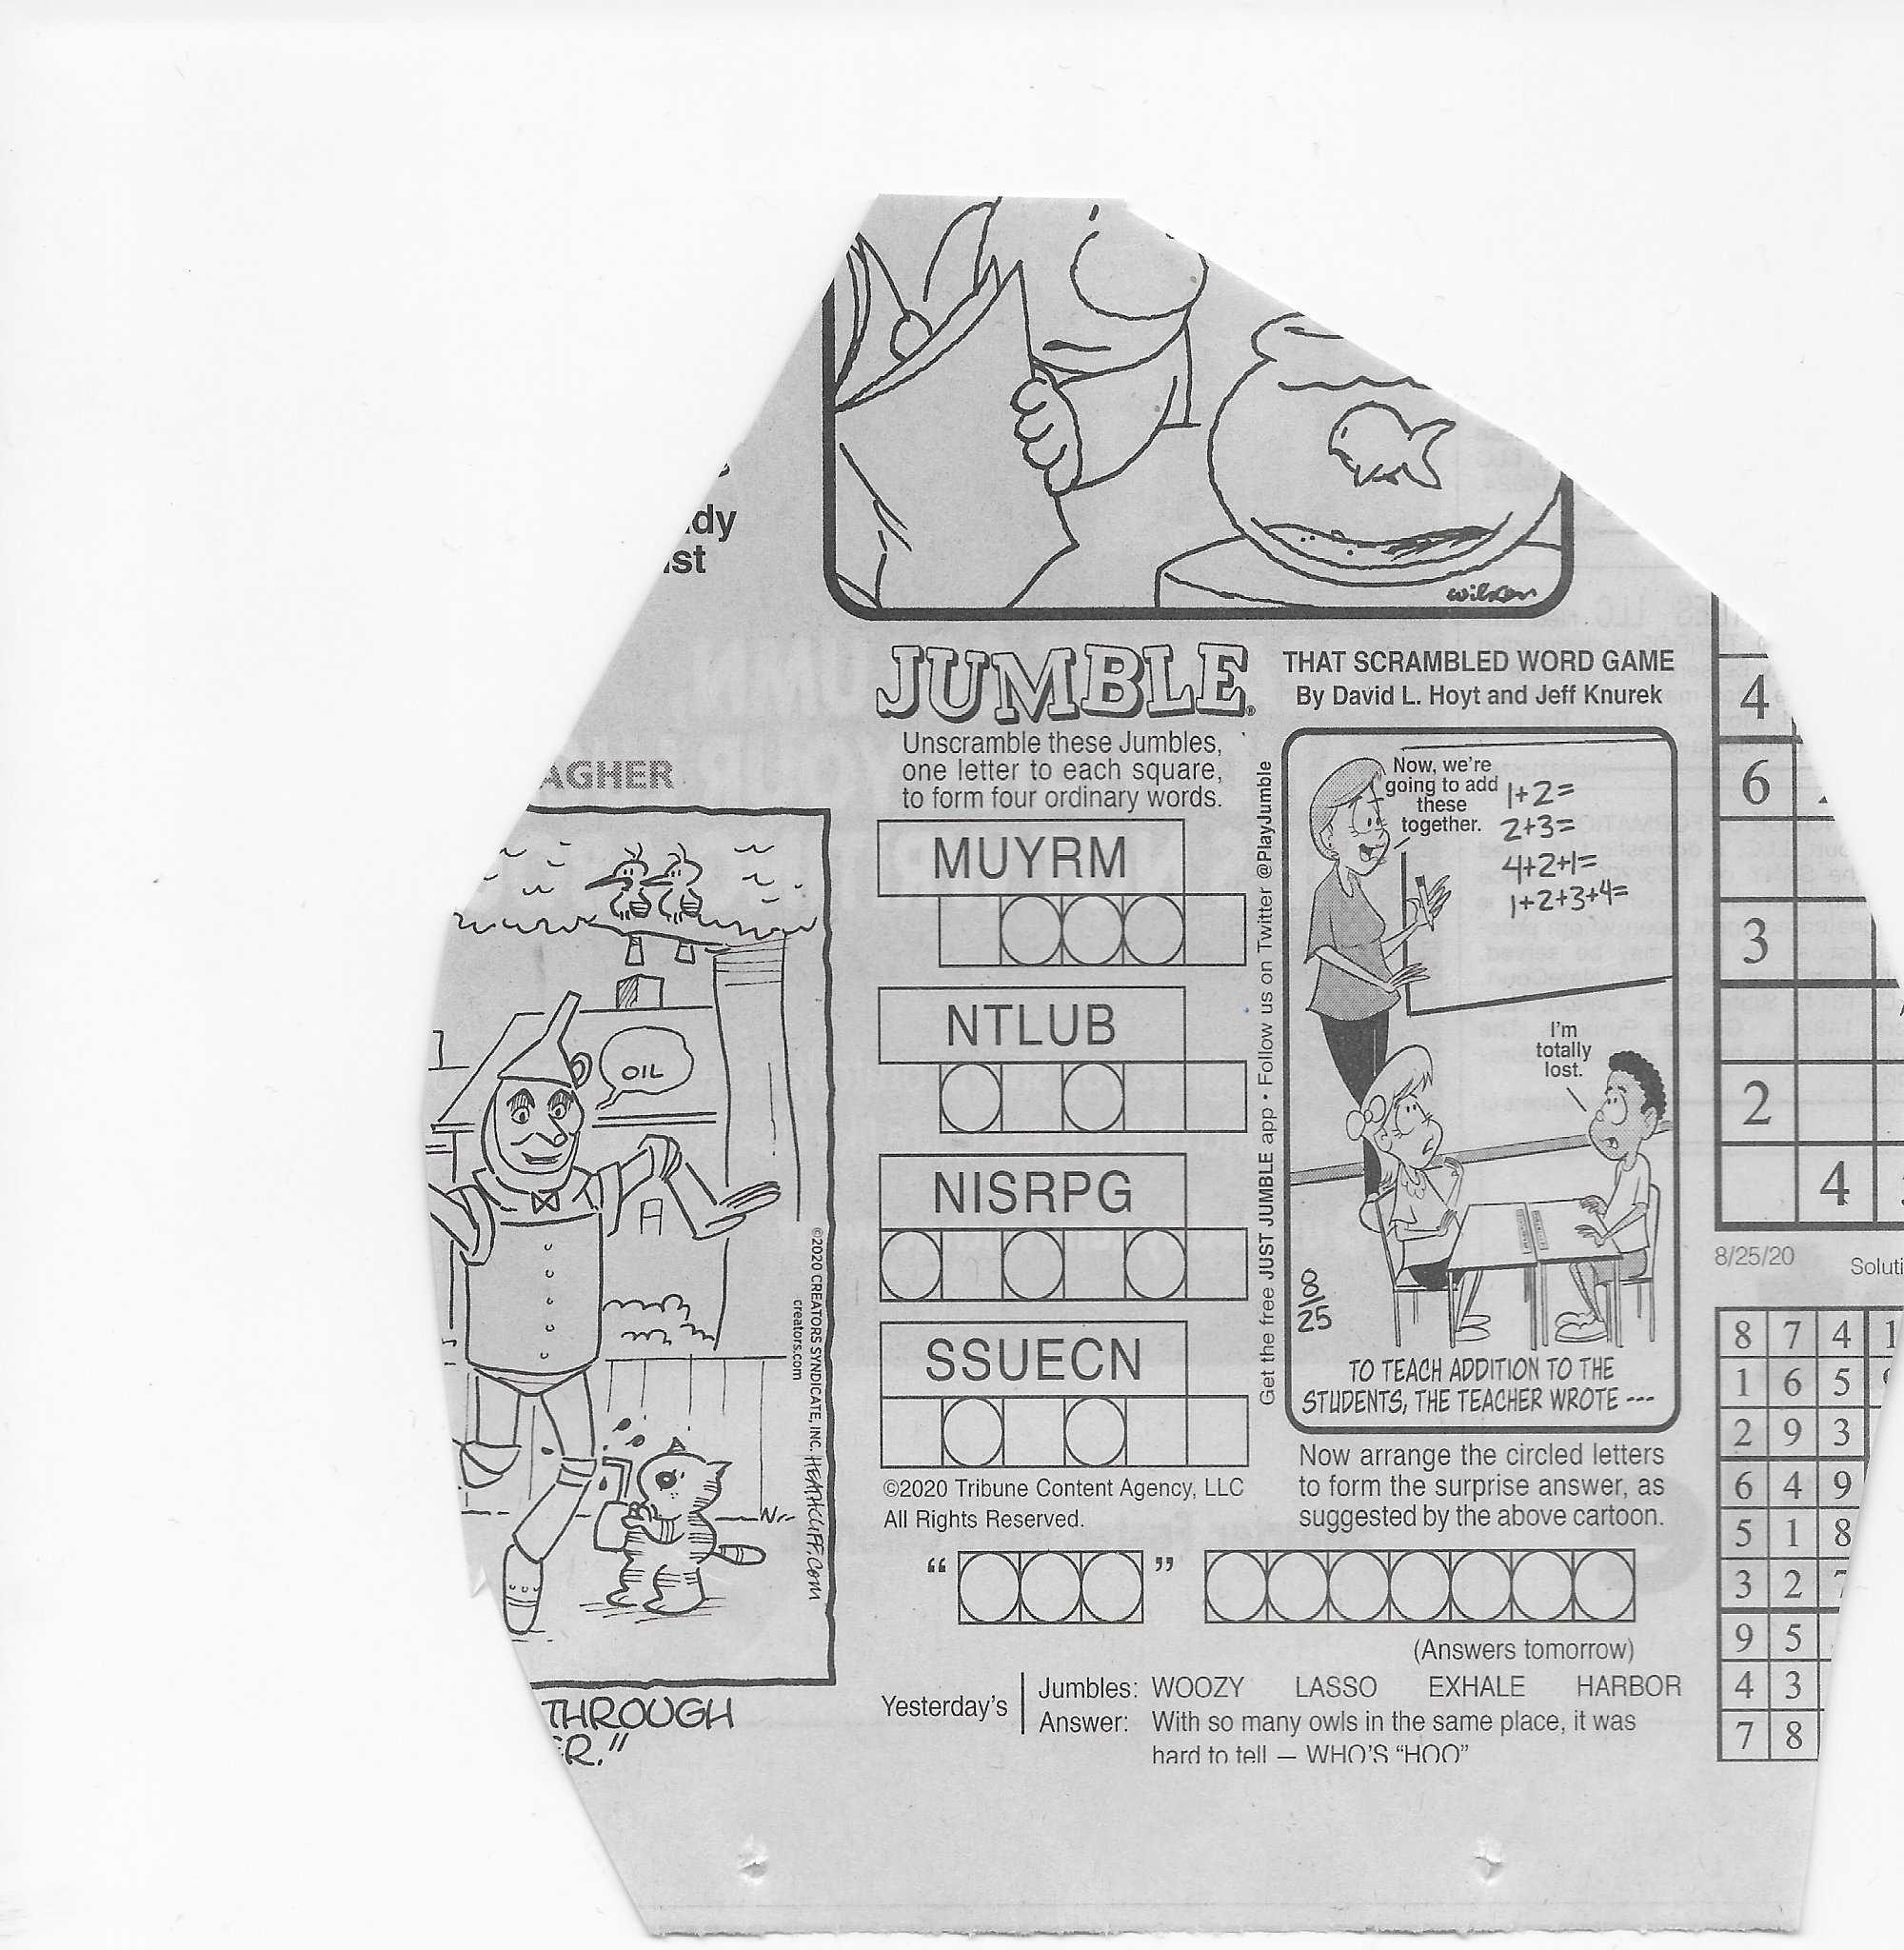 dy
st
AGHER
OIL
©2020 CREATORS SYNDICATE, INC. HEATHCLIFF.COM
creators.com
THROUGH
ER."
wilson
JUMBLE®
THAT SCRAMBLED WORD GAME
By David L. Hoyt and Jeff Knurek
Unscramble these Jumbles,
one letter to each square,
to form four ordinary words.
MUYRM
NTLUB
NISRPG
SSUECN
©2020 Tribune Content Agency, LLC
All Rights Reserved.
Get the free JUST JUMBLE app • Follow us on Twitter @PlayJumble
Now, we're
going to add
these
together.
1+2=
2+3=
4+2+1=
1+2+3+4=
I'm
totally
lost.
8
25
TO TEACH ADDITION TO THE
STUDENTS, THE TEACHER WROTE ---
Now arrange the circled letters
to form the surprise answer, as
suggested by the above cartoon.
“ ”
(Answers tomorrow)
Yesterday's
Jumbles: WOOZY LASSO EXHALE HARBOR
Answer: With so many owls in the same place, it was
hard to tell — WHO'S “HOO”
4
6
3
2
4
8/25/20 Soluti
8 7 4 1
1 6 5
2 9 3
6 4 9
5 1 8
3 2 7
9 5
4 3
7 8